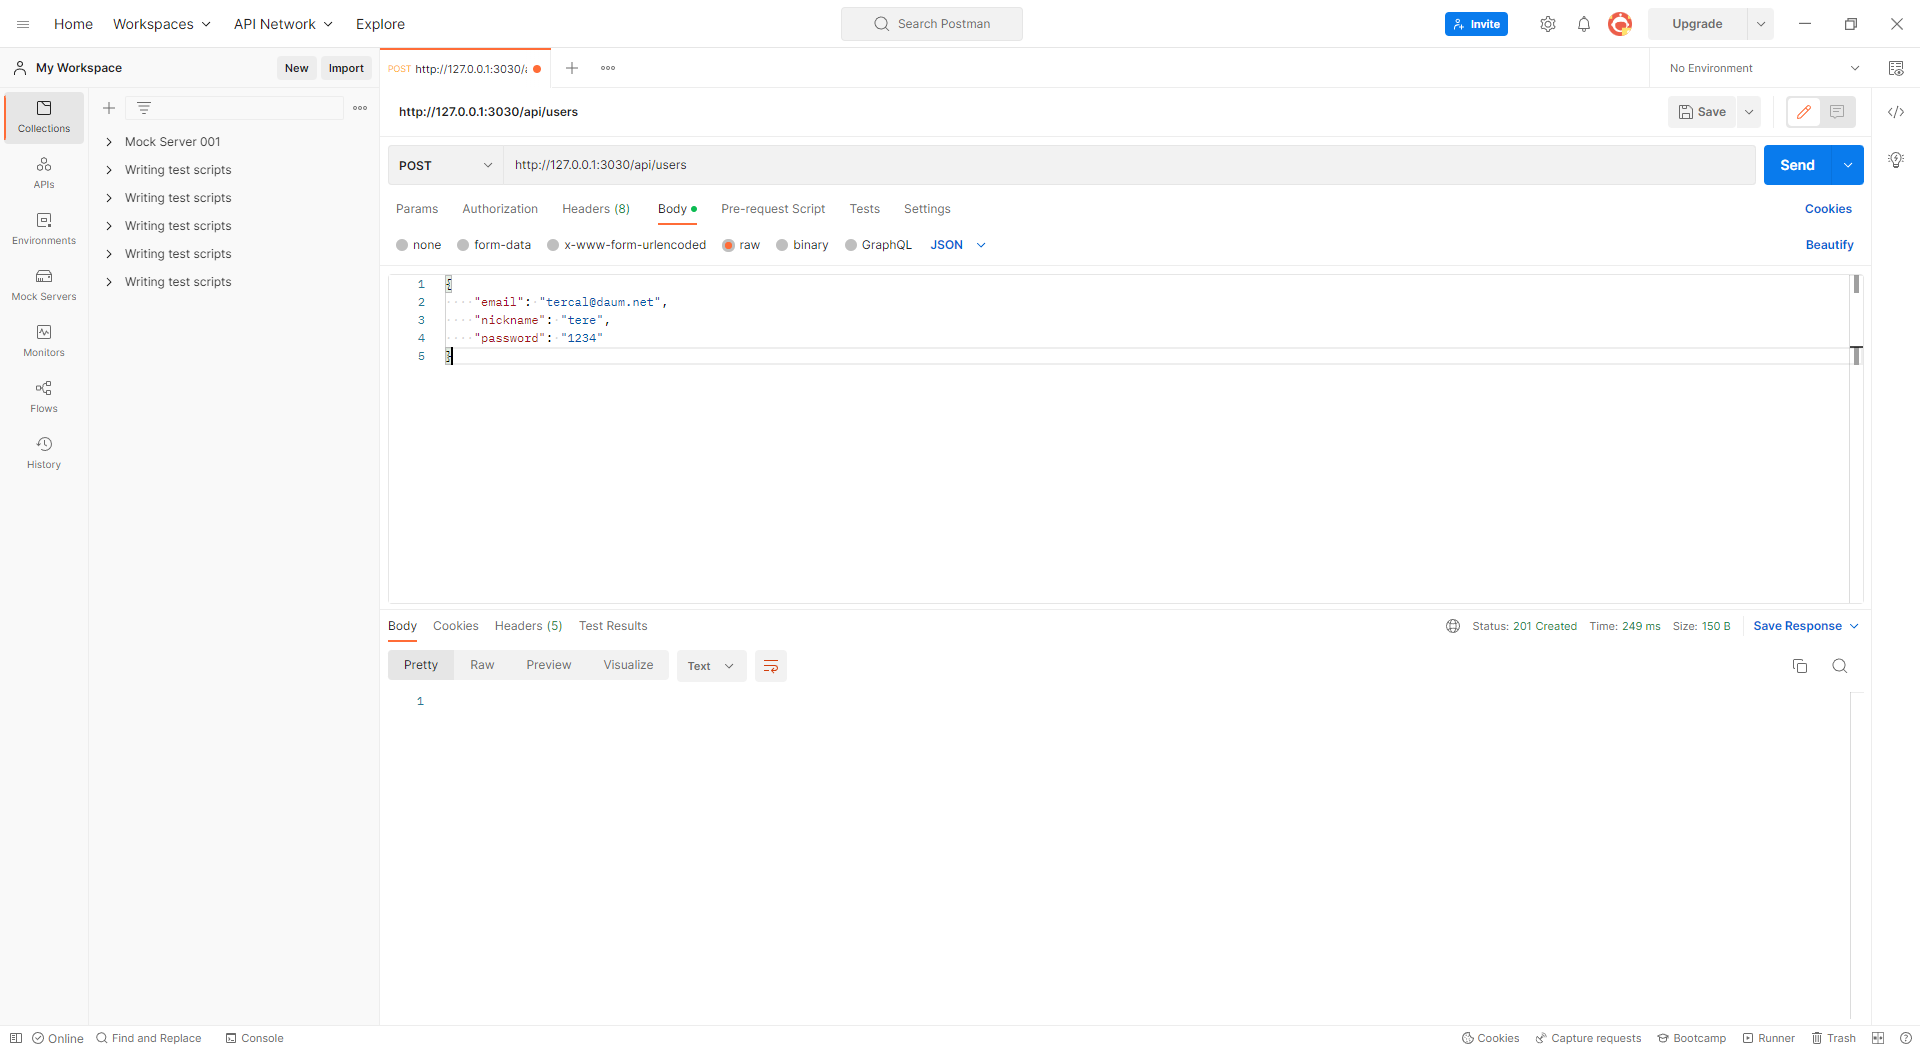 Home Workspaces API Network Explore Search Postman Invite Upgrade
My Workspace New Import POST http://127.0.0.1:3030/a No Environment
http://127.0.0.1:3030/api/users Save
Collections
APIs
Environments
Mock Servers
Monitors
Flows
History
Mock Server 001
Writing test scripts
Writing test scripts
Writing test scripts
Writing test scripts
Writing test scripts
POST http://127.0.0.1:3030/api/users Send
Params Authorization Headers (8) Body Pre-request Script Tests Settings Cookies
none form-data x-www-form-urlencoded raw binary GraphQL JSON Beautify
1 {
2 "email": "tercal@daum.net",
3 "nickname": "tere",
4 "password": "1234"
5 }
Body Cookies Headers (5) Test Results Status: 201 Created Time: 249 ms Size: 150 B Save Response
Pretty Raw Preview Visualize Text
1
Online Find and Replace Console Cookies Capture requests Bootcamp Runner Trash